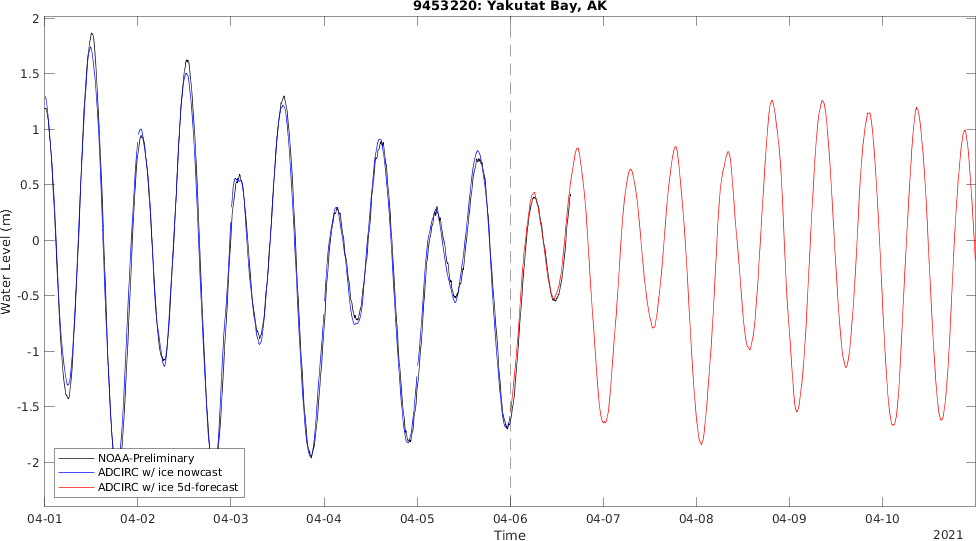 9453220: Yakutat Bay, AK
Water Level (m)
2
1.5
1
0.5
0
-0.5
-1
-1.5
-2
NOAA-Preliminary
ADCIRC w/ ice nowcast
ADCIRC w/ ice 5d-forecast
04-01 04-02 04-03 04-04 04-05 04-06 04-07 04-08 04-09 04-10
Time
2021